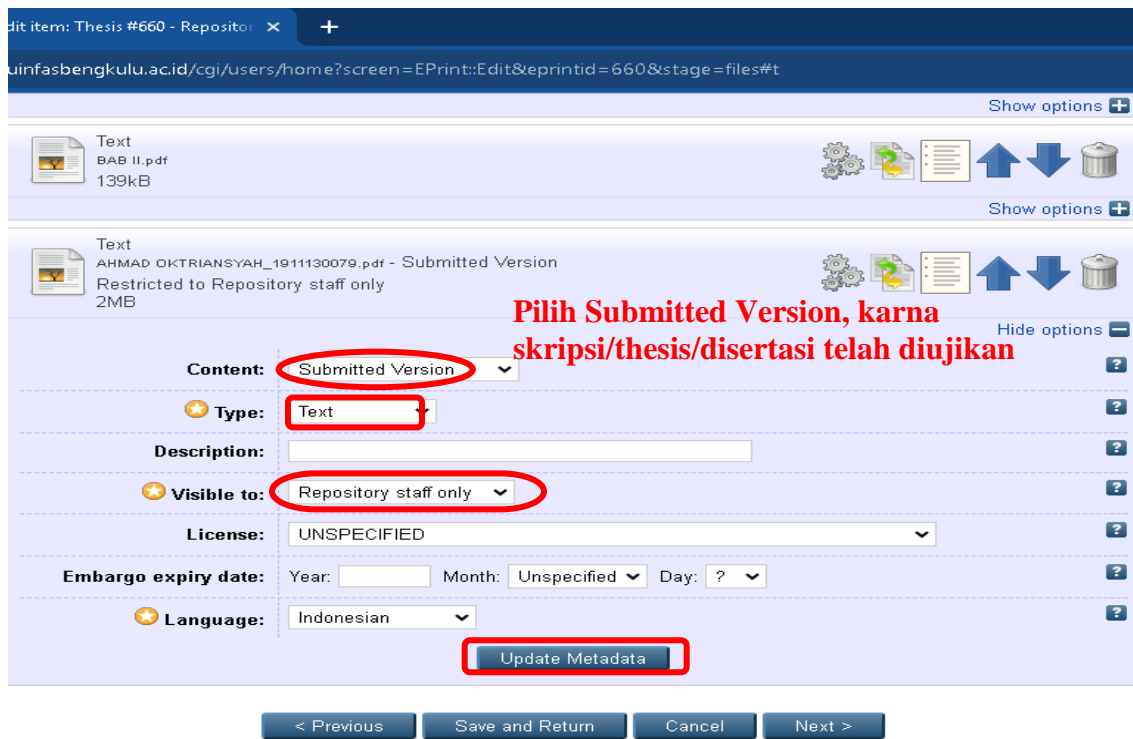 dit item: Thesis #660 - Repositor
uinfasbengkulu.ac.id/cgi/users/home?screen=EPrint::Edit&eprintid=660&stage=files#t
Show options
Text
BAB II.pdf
139kB
Show options
Text
AHMAD OKTRIANSYAH_1911130079.pdf - Submitted Version
Restricted to Repository staff only
2MB
Pilih Submitted Version, karna
skripsi/thesis/disertasi telah diujikan
Hide options
Content: Submitted Version ?
Type: Text ?
Description: ?
Visible to: Repository staff only ?
License: UNSPECIFIED ?
Embargo expiry date: Year: Month: Unspecified Day: ? ?
Language: Indonesian ?
Update Metadata
< Previous Save and Return Cancel Next >